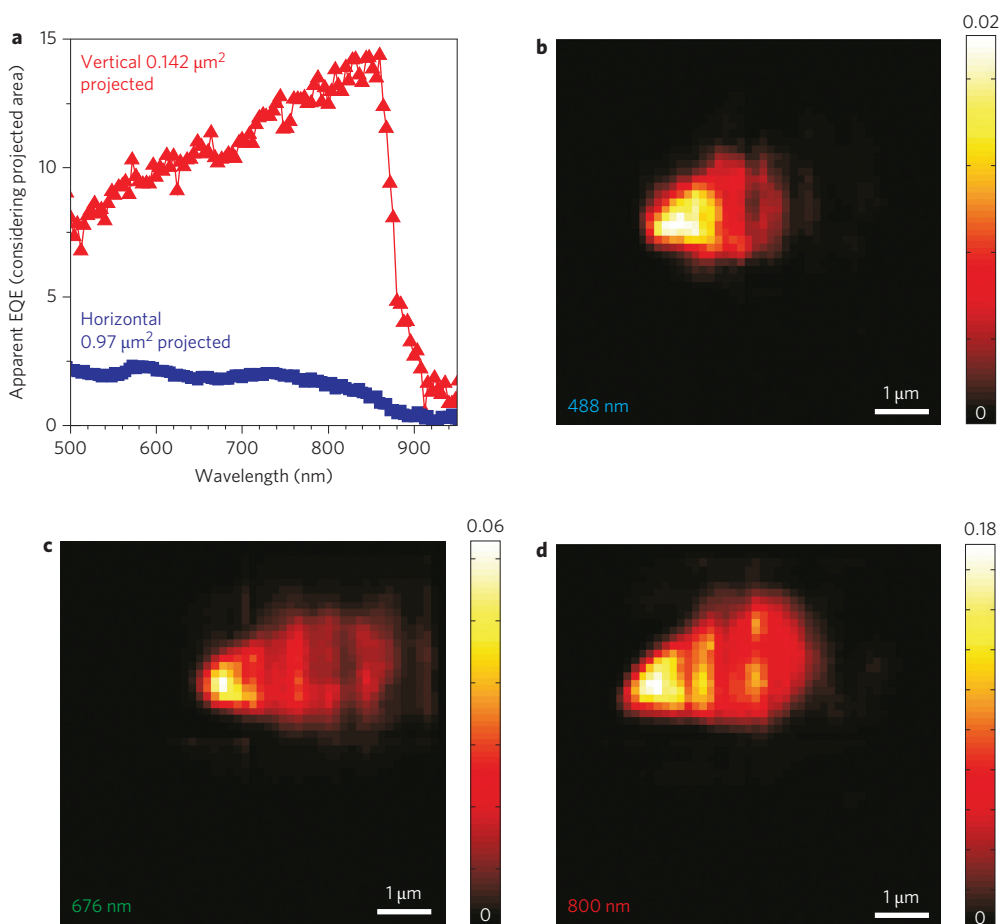 a
15
10
5
0
Apparent EQE (considering projected area)
Vertical 0.142 μm²
projected
Horizontal
0.97 μm² projected
500
600
700
800
900
Wavelength (nm)
b
0.02
488 nm
1 μm
0
c
0.06
676 nm
1 μm
0
d
0.18
800 nm
1 μm
0